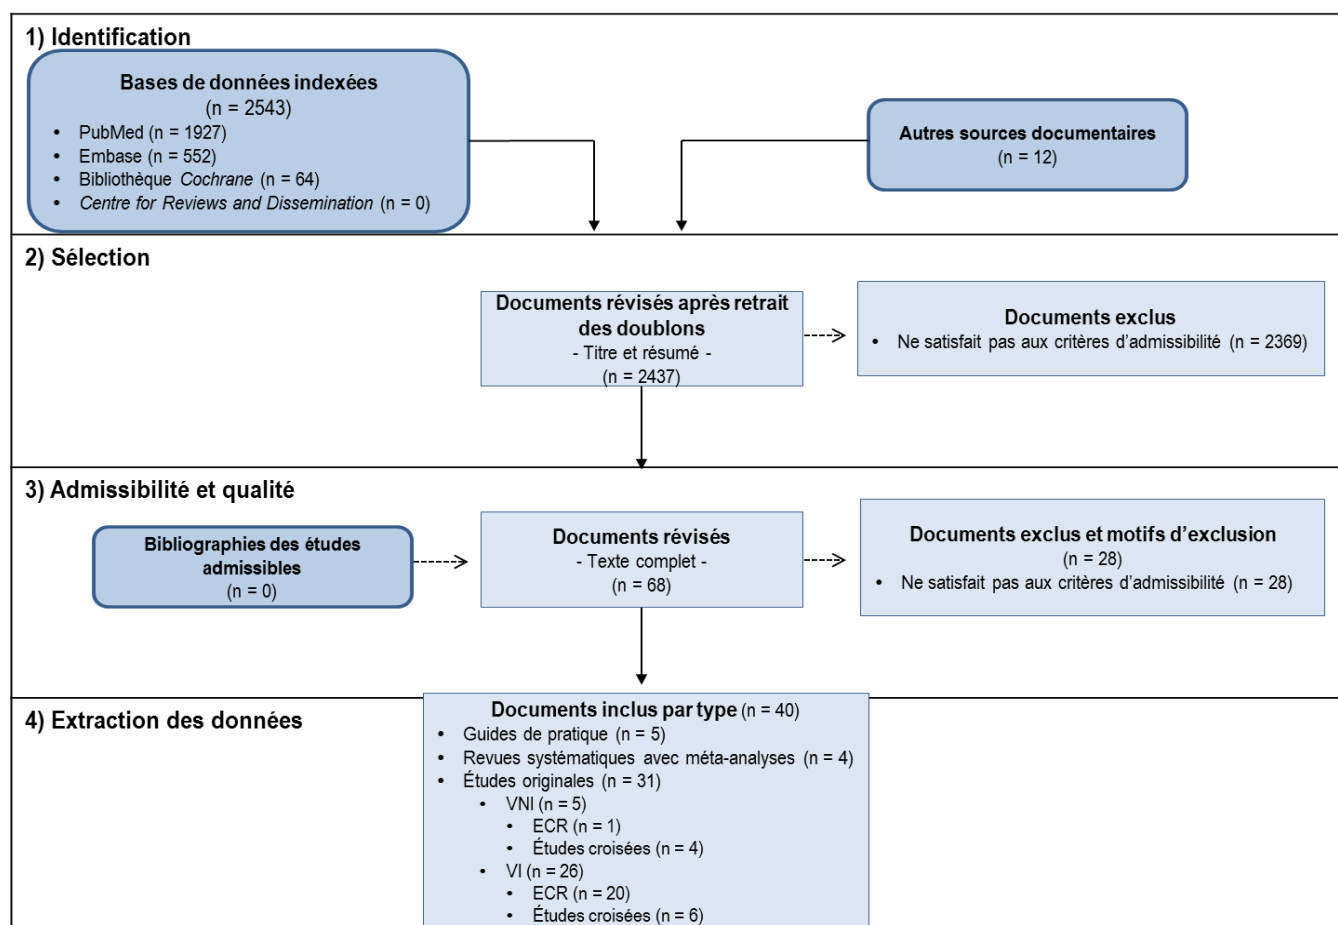 1) Identification
Bases de données indexées
(n = 2543)
• PubMed (n = 1927)
• Embase (n = 552)
• Bibliothèque Cochrane (n = 64)
• Centre for Reviews and Dissemination (n = 0)
Autres sources documentaires
(n = 12)
2) Sélection
Documents révisés après retrait
des doublons
- Titre et résumé -
(n = 2437)
Documents exclus
• Ne satisfait pas aux critères d’admissibilité (n = 2369)
3) Admissibilité et qualité
Bibliographies des études
admissibles
(n = 0)
Documents révisés
- Texte complet -
(n = 68)
Documents exclus et motifs d’exclusion
(n = 28)
• Ne satisfait pas aux critères d’admissibilité (n = 28)
4) Extraction des données
Documents inclus par type (n = 40)
• Guides de pratique (n = 5)
• Revues systématiques avec méta-analyses (n = 4)
• Études originales (n = 31)
• VNI (n = 5)
• ECR (n = 1)
• Études croisées (n = 4)
• VI (n = 26)
• ECR (n = 20)
• Études croisées (n = 6)